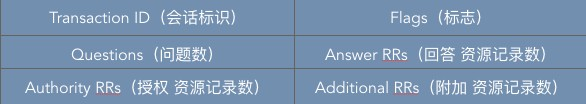 Transaction ID（会话标识）
Flags（标志）
Questions（问题数）
Answer RRs（回答 资源记录数）
Authority RRs（授权 资源记录数）
Additional RRs（附加 资源记录数）